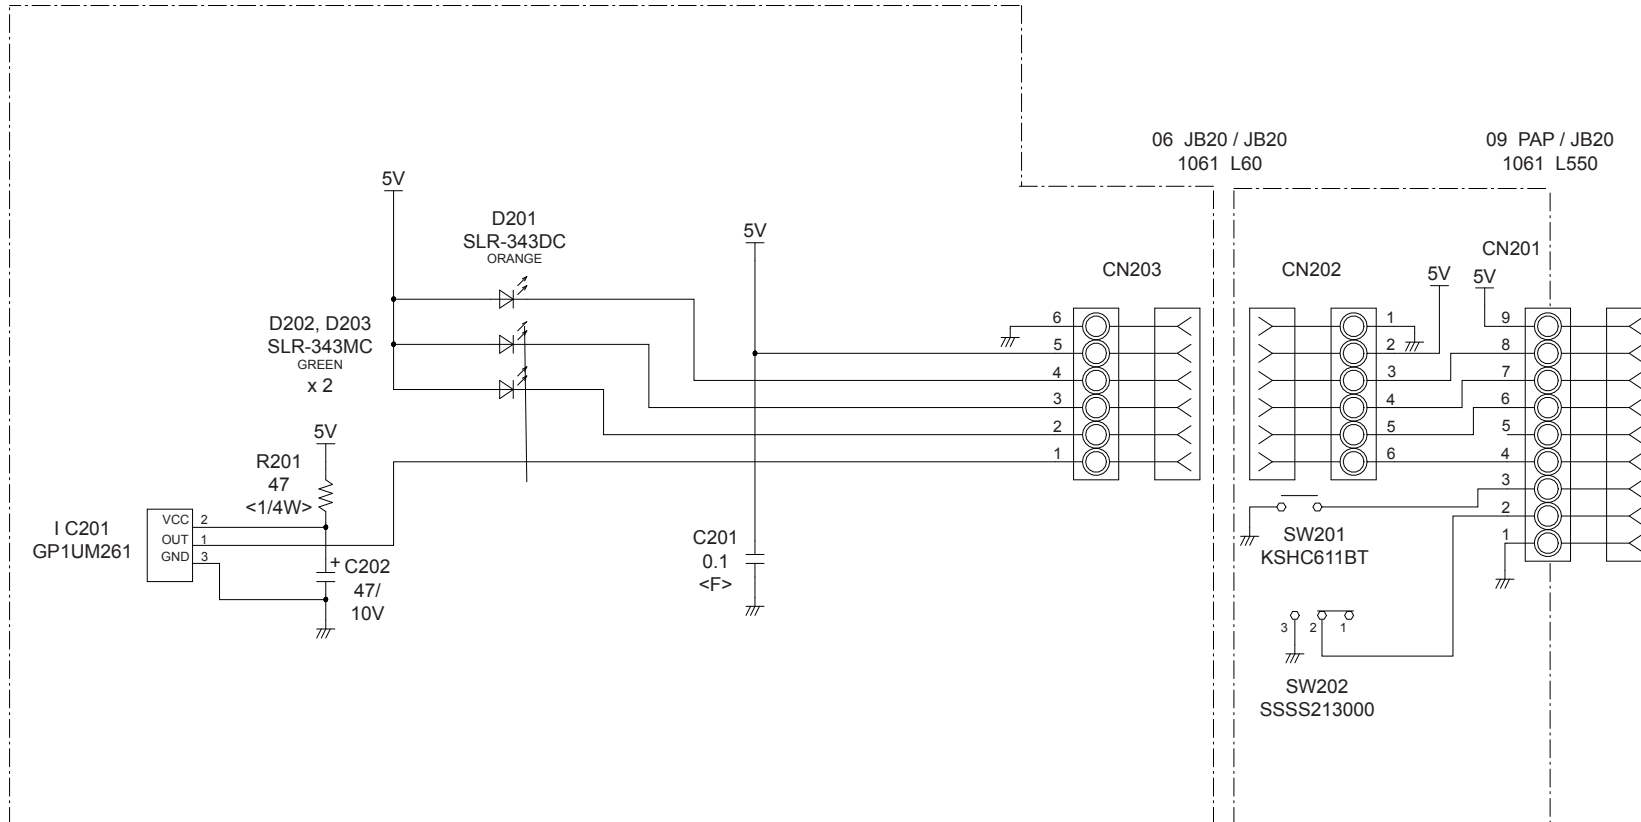 06 JB20 / JB20
1061 L60
09 PAP / JB20
1061 L550
5V
D201
SLR-343DC
ORANGE
D202, D203
SLR-343MC
GREEN
x 2
5V
R201
47
<1/4W>
I C201
GP1UM261
VCC 2
OUT 1
GND 3
+ C202
47/
10V
5V
C201
0.1
<F>
CN203
6
5
4
3
2
1
CN202
5V
1
2
3
4
5
6
CN201
5V
9
8
7
6
5
4
3
2
1
SW201
KSHC611BT
3 2 1
SW202
SSSS213000